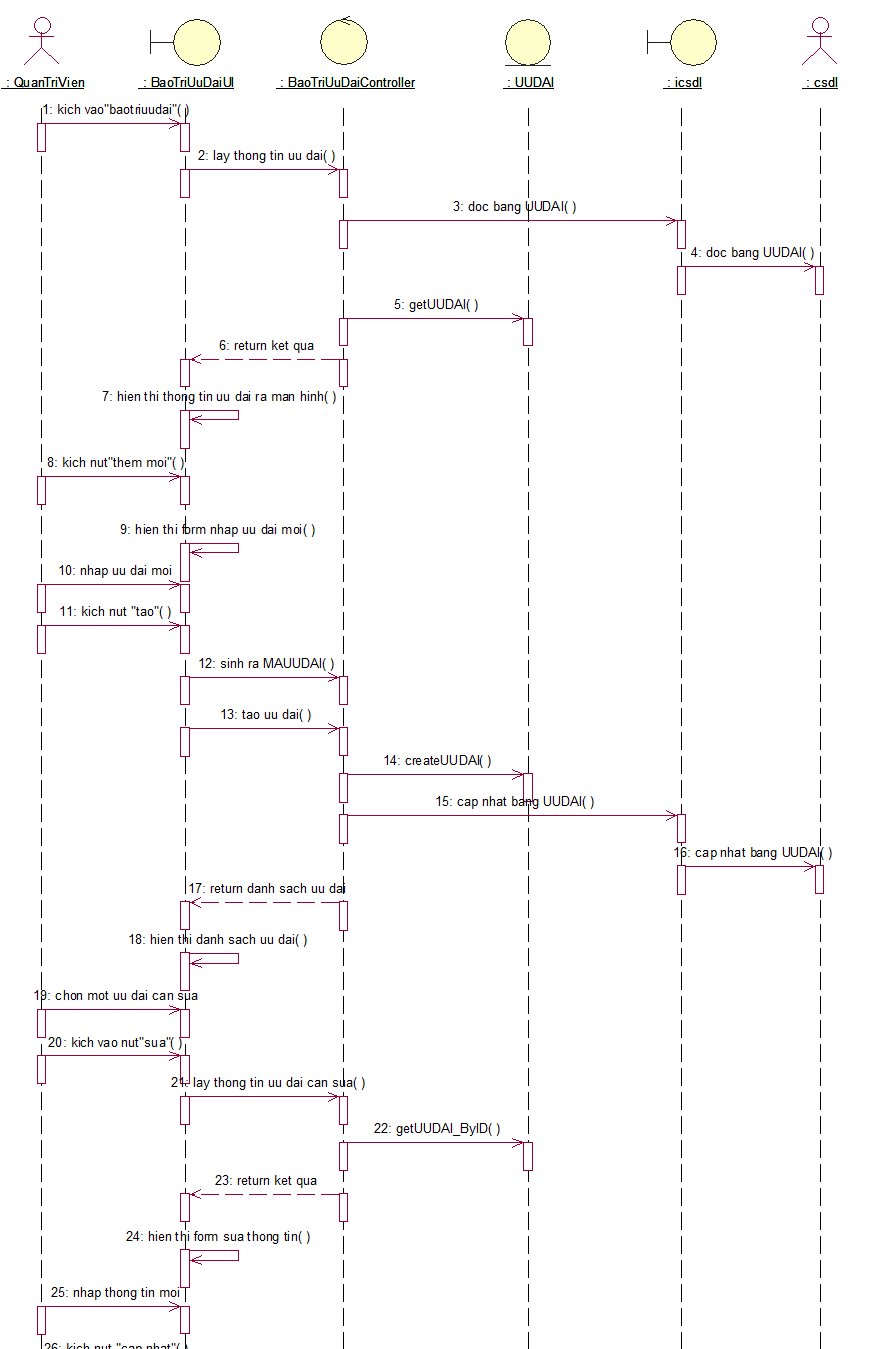 : QuanTriVien
: BaoTriUuDaiUI
: BaoTriUuDaiController
: UUDAI
: icsdl
: csdl
1: kich vao"baotriuudai"( )
2: lay thong tin uu dai( )
3: doc bang UUDAI( )
4: doc bang UUDAI( )
5: getUUDAI( )
6: return ket qua
7: hien thi thong tin uu dai ra man hinh( )
8: kich nut"them moi"( )
9: hien thi form nhap uu dai moi( )
10: nhap uu dai moi
11: kich nut "tao"( )
12: sinh ra MAUUDAI( )
13: tao uu dai( )
14: createUUDAI( )
15: cap nhat bang UUDAI( )
16: cap nhat bang UUDAI( )
17: return danh sach uu dai
18: hien thi danh sach uu dai( )
19: chon mot uu dai can sua
20: kich vao nut"sua"( )
21: lay thong tin uu dai can sua( )
22: getUUDAI_ByID( )
23: return ket qua
24: hien thi form sua thong tin( )
25: nhap thong tin moi
26: kich nut "cap nhat"( )